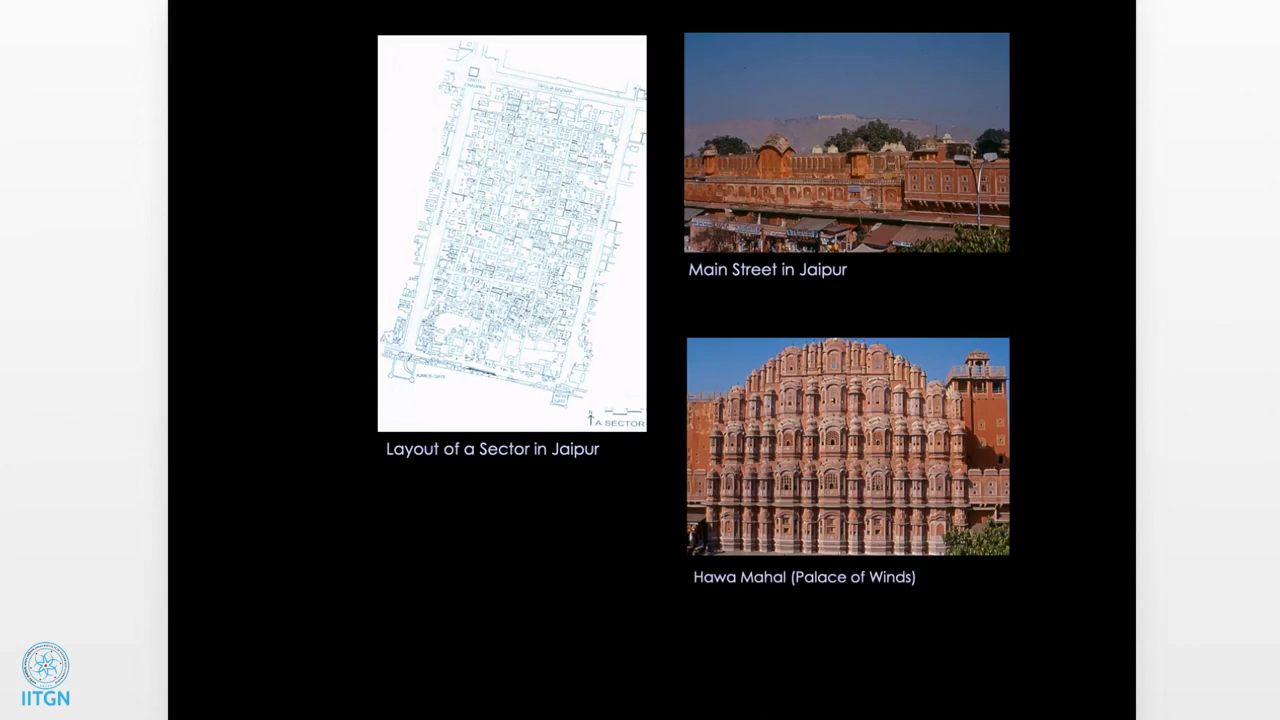 A SECTOR
Layout of a Sector in Jaipur
Main Street in Jaipur
Hawa Mahal (Palace of Winds)
IITGN